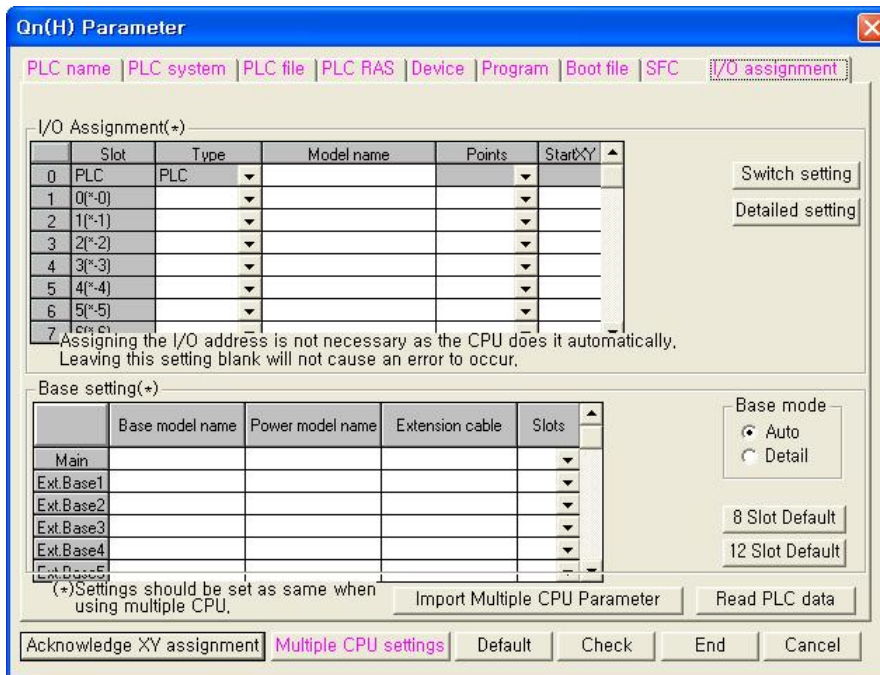 Qn(H) Parameter
PLC name PLC system PLC file PLC RAS Device Program Boot file SFC I/O assignment
I/O Assignment(*)
Slot Type Model name Points StartXY
0 PLC PLC
1 0(*-0)
2 1(*-1)
3 2(*-2)
4 3(*-3)
5 4(*-4)
6 5(*-5)
7
Switch setting
Detailed setting
Assigning the I/O address is not necessary as the CPU does it automatically.
Leaving this setting blank will not cause an error to occur.
Base setting(*)
Base model name Power model name Extension cable Slots
Main
Ext.Base1
Ext.Base2
Ext.Base3
Ext.Base4
Ext.Base5
Base mode
Auto
Detail
8 Slot Default
12 Slot Default
(*)Settings should be set as same when
using multiple CPU.
Import Multiple CPU Parameter Read PLC data
Acknowledge XY assignment Multiple CPU settings Default Check End Cancel